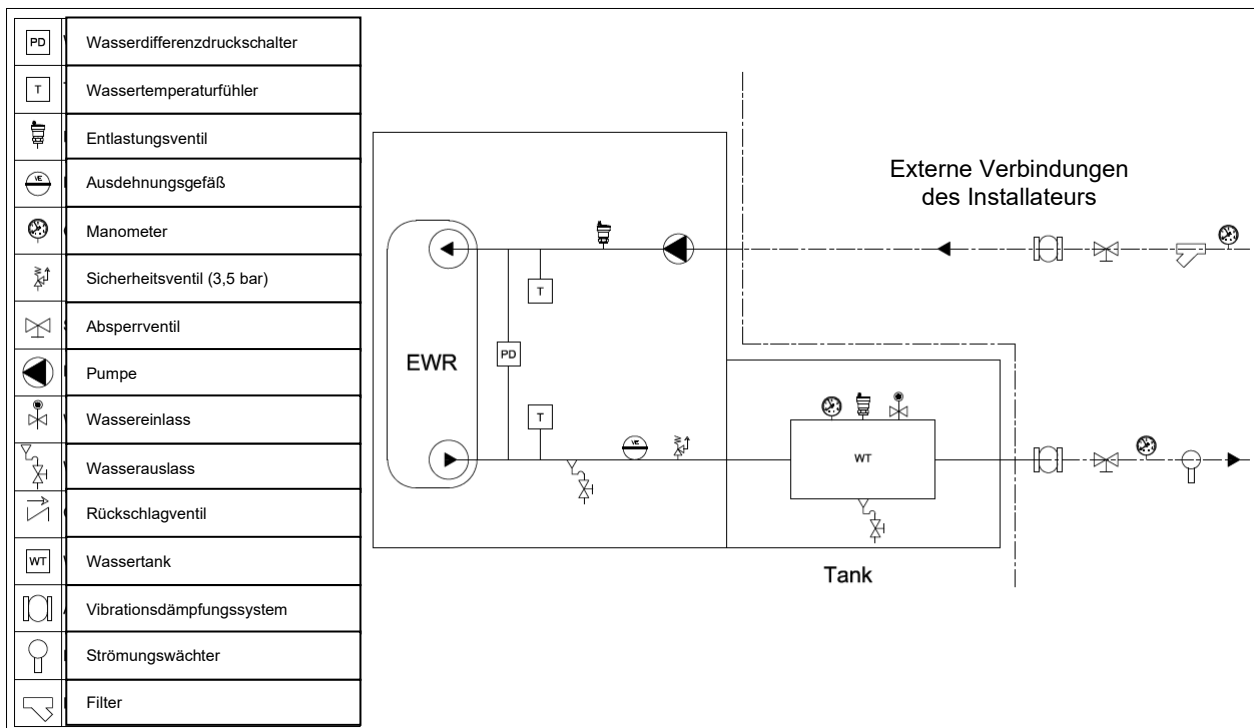 PD Wasserdifferenzdruckschalter
T Wassertemperaturfühler
Entlastungsventil
VE Ausdehnungsgefäß
Manometer
Sicherheitsventil (3,5 bar)
Absperrventil
Pumpe
Wassereinlass
Wasserauslass
Rückschlagventil
WT Wassertank
Vibrationsdämpfungssystem
Strömungswächter
Filter
Externe Verbindungen
des Installateurs
T
EWR
PD
T
VE
WT
Tank